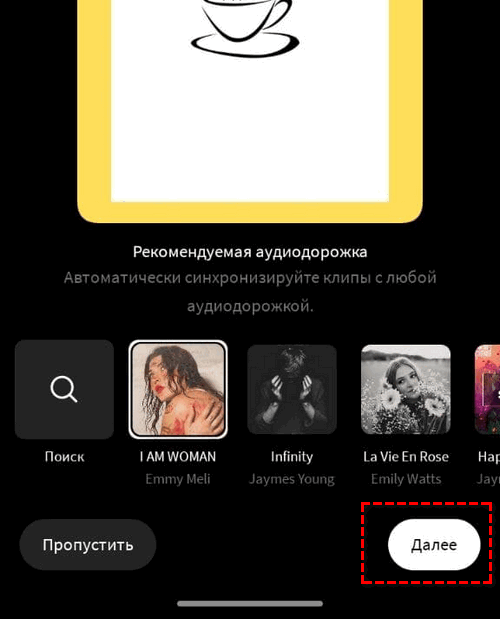 Рекомендуемая аудиодорожка
Автоматически синхронизируйте клипы с любой
аудиодорожкой.
Поиск
I AM WOMAN
Infinity
La Vie En Rose
Emmy Meli
Jaymes Young
Emily Watts
Пропустить
Далее